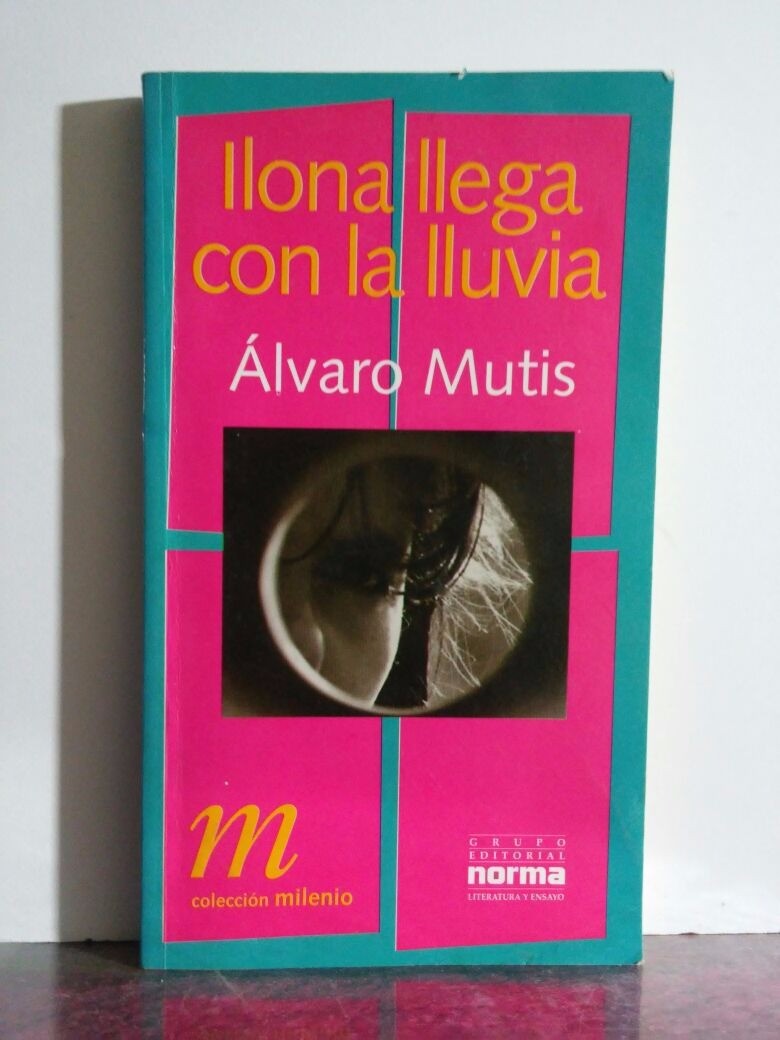 Ilona llega
con la lluvia
Álvaro Mutis
m
colección milenio
GRUPO
EDITORIAL
norma
LITERATURA Y ENSAYO